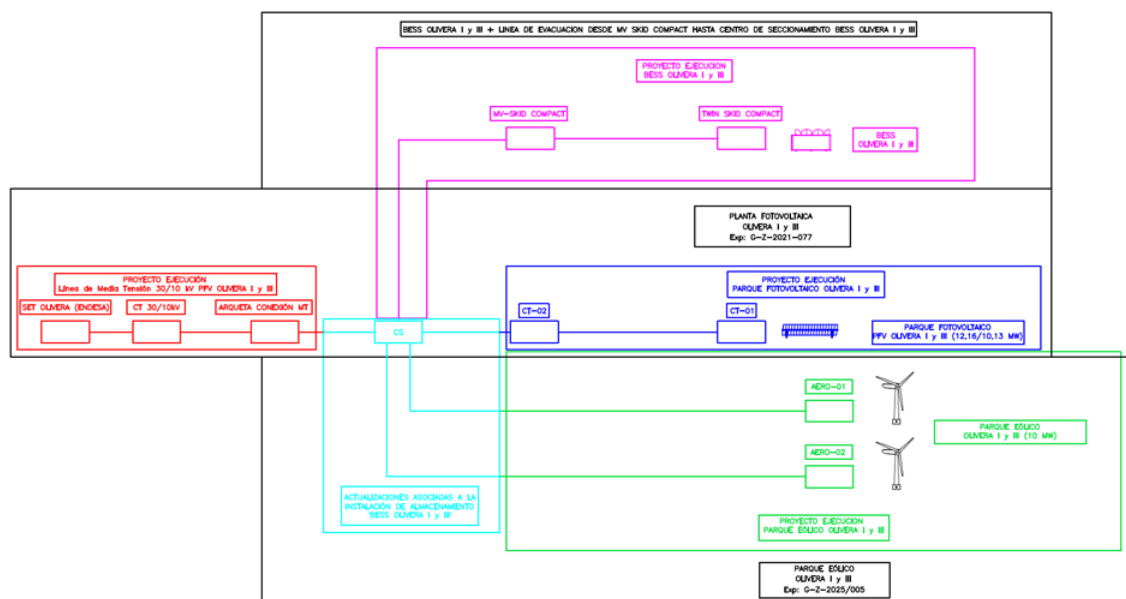 BESS OLIVERA I y III + LINEA DE EVACUACION DESDE MV SKID COMPACT HASTA CENTRO DE SECCIONAMIENTO BESS OLIVERA I y III
PROYECTO EJECUCION
BESS OLIVERA I y III
MV-SKID COMPACT
TWIN SKID COMPACT
BESS
OLIVERA I y III
PLANTA FOTOVOLTAICA
OLIVERA I y III
Exp: G-Z-2021-077
PROYECTO EJECUCIÓN
Línea de Media Tensión 30/10 kV PFV OLIVERA I y III
SET OLIVERA (ENDESA)
CT 30/10kV
ARQUETA CONEXIÓN MT
CS
PROYECTO EJECUCIÓN
PARQUE FOTOVOLTAICO OLIVERA I y III
CT-02
CT-01
PARQUE FOTOVOLTAICO
PFV OLIVERA I y III (12,16/10,13 MW)
AERO-01
PARQUE EÓLICO
OLIVERA I y III (10 MW)
AERO-02
ACTUALIZACIONES ASOCIADAS A LA
INSTALACIÓN DE ALMACENAMIENTO
'BESS OLIVERA I y III'
PROYECTO EJECUCION
PARQUE EÓLICO OLIVERA I y III
PARQUE EÓLICO
OLIVERA I y III
Exp: G-Z-2025/005